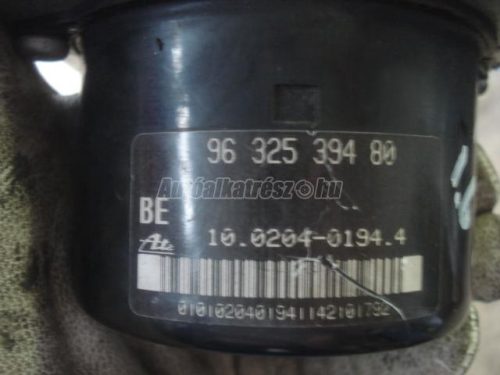 96 325 394 80
Autóalkatrész.hu
BE
Ate 10.0204-0194.4
0101020401941142101792